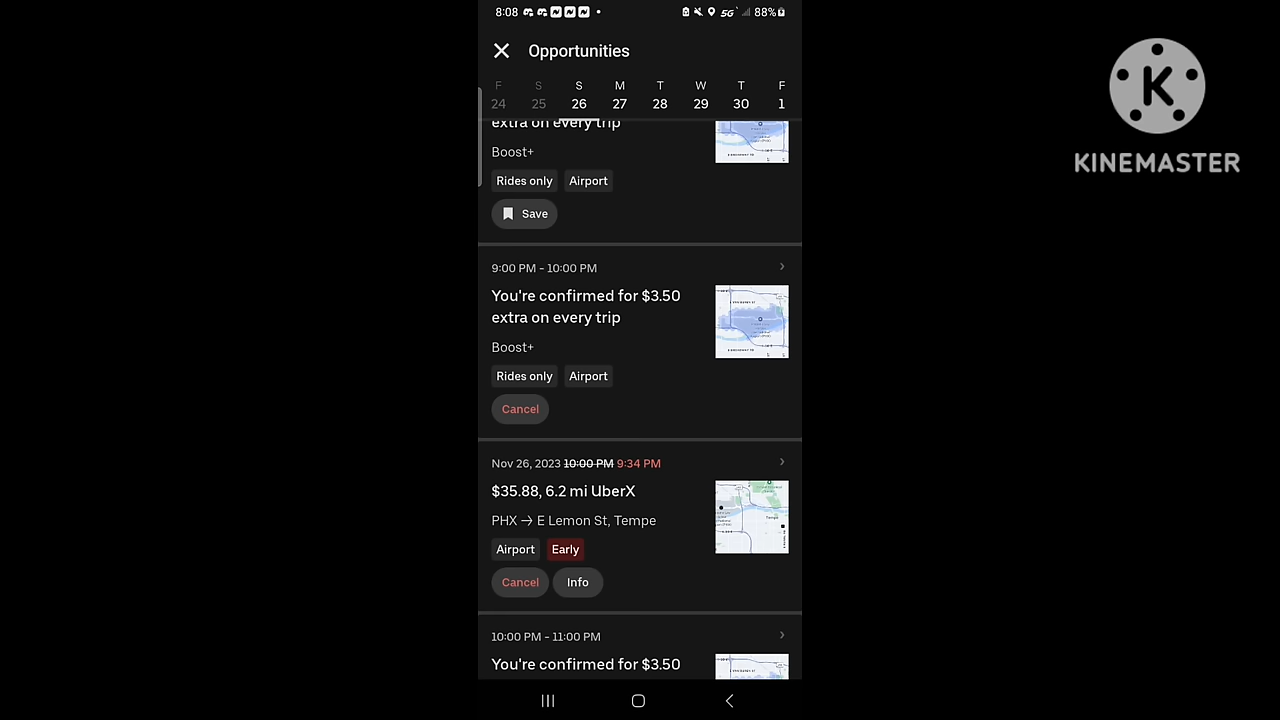 8:08
5G 88%
Opportunities
F S S M T W T F
24 25 26 27 28 29 30 1
extra on every trip
Boost+
Rides only Airport
Save
9:00 PM - 10:00 PM
You're confirmed for $3.50
extra on every trip
Boost+
Rides only Airport
Cancel
Nov 26, 2023 10:00 PM 9:34 PM
$35.88, 6.2 mi UberX
PHX → E Lemon St, Tempe
Tempe
Airport Early
Cancel Info
10:00 PM - 11:00 PM
You're confirmed for $3.50
K
KINEMASTER